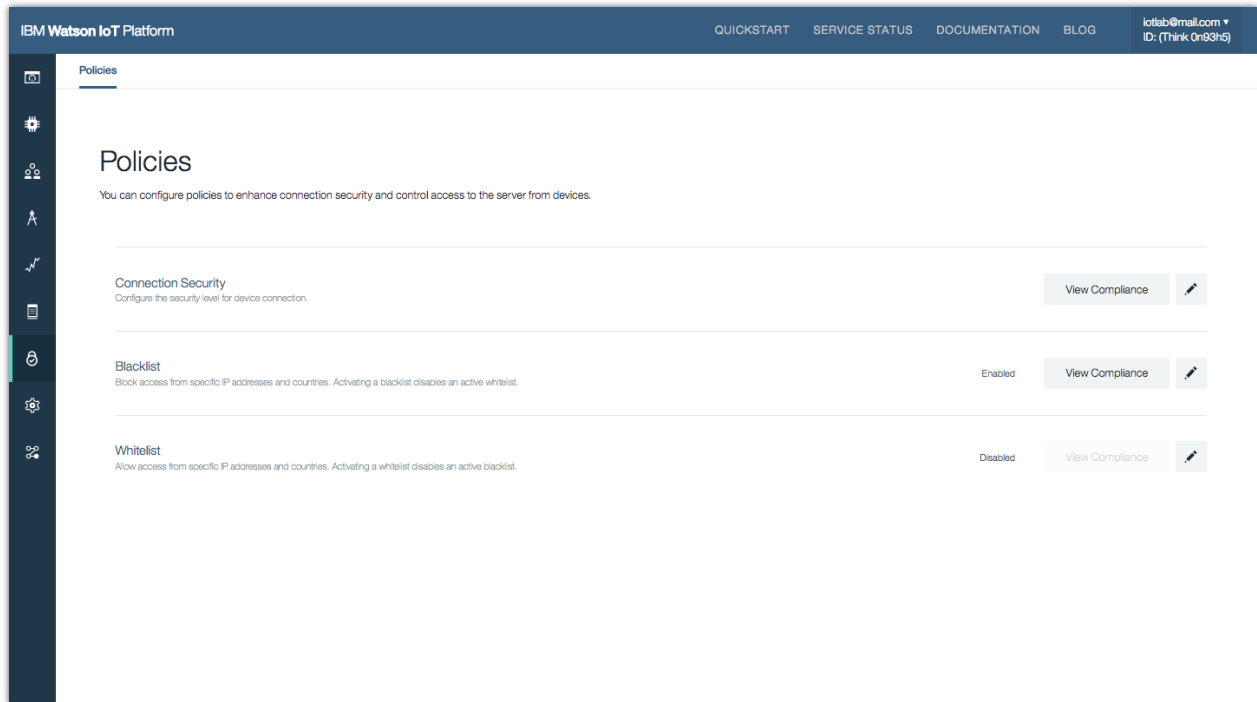 IBM Watson IoT Platform
QUICKSTART SERVICE STATUS DOCUMENTATION BLOG
iotlab@mail.com ▾
ID: (Think 0n93h5)
Policies
Policies
You can configure policies to enhance connection security and control access to the server from devices.
Connection Security
Configure the security level for device connection.
View Compliance
Blacklist
Block access from specific IP addresses and countries. Activating a blacklist disables an active whitelist.
Enabled
View Compliance
Whitelist
Allow access from specific IP addresses and countries. Activating a whitelist disables an active blacklist.
Disabled
View Compliance